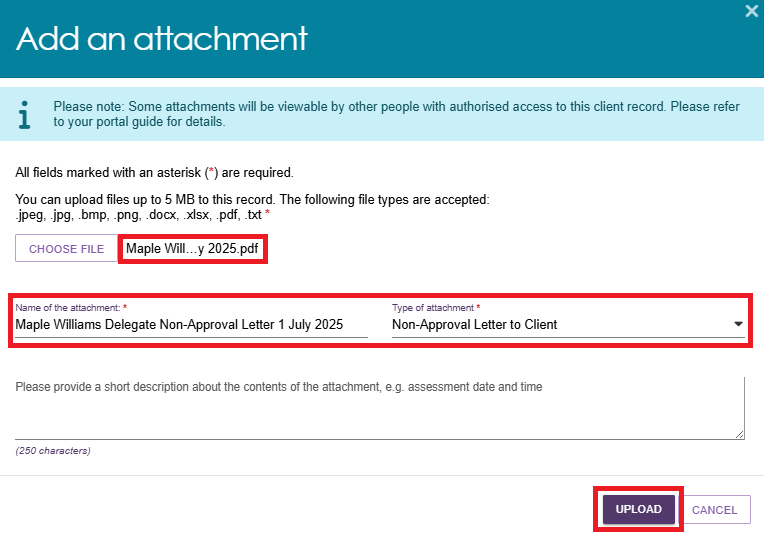 Add an attachment
Please note: Some attachments will be viewable by other people with authorised access to this client record. Please refer
to your portal guide for details.
All fields marked with an asterisk (*) are required.
You can upload files up to 5 MB to this record. The following file types are accepted:
.jpeg, .jpg, .bmp, .png, .docx, .xlsx, .pdf, .txt *
CHOOSE FILE Maple Will…y 2025.pdf
Name of the attachment: * Type of attachment *
Maple Williams Delegate Non-Approval Letter 1 July 2025 Non-Approval Letter to Client
Please provide a short description about the contents of the attachment, e.g. assessment date and time
(250 characters)
UPLOAD CANCEL